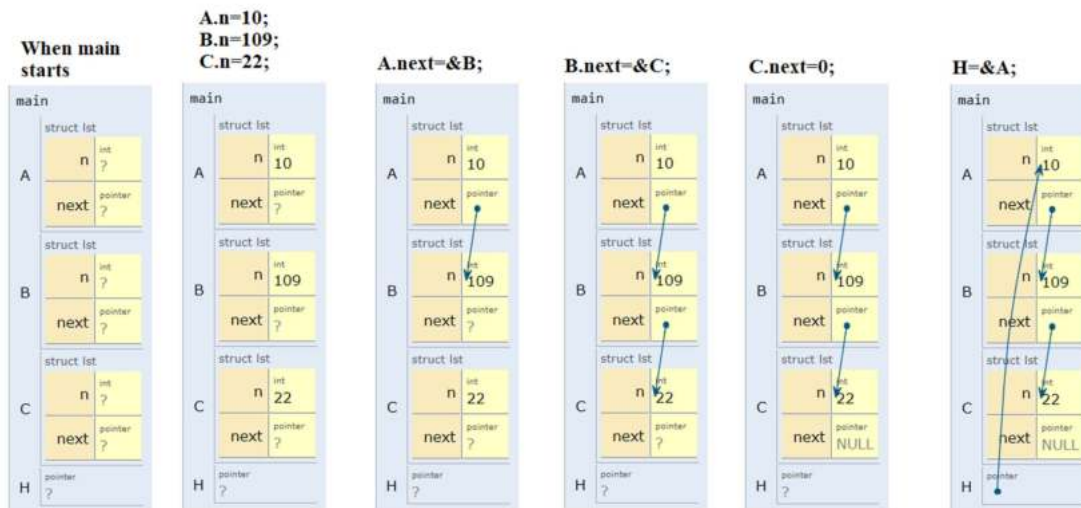 When main
starts
main
struct lst
A
n
int
?
next
pointer
?
struct lst
B
n
int
?
next
pointer
?
struct lst
C
n
int
?
next
pointer
?
H
pointer
?
A.n=10;
B.n=109;
C.n=22;
main
struct lst
A
n
int
10
next
pointer
?
struct lst
B
n
int
109
next
pointer
?
struct lst
C
n
int
22
next
pointer
?
H
pointer
?
A.next=&B;
main
struct lst
A
n
int
10
next
pointer
struct lst
B
n
int
109
next
pointer
?
struct lst
C
n
int
22
next
pointer
?
H
pointer
?
B.next=&C;
main
struct lst
A
n
int
10
next
pointer
struct lst
B
n
int
109
next
pointer
struct lst
C
n
int
22
next
pointer
?
H
pointer
?
C.next=0;
main
struct lst
A
n
int
10
next
pointer
struct lst
B
n
int
109
next
pointer
struct lst
C
n
int
22
next
pointer
NULL
H
pointer
?
H=&A;
main
struct lst
A
n
int
10
next
pointer
struct lst
B
n
int
109
next
pointer
struct lst
C
n
int
22
next
pointer
NULL
H
pointer